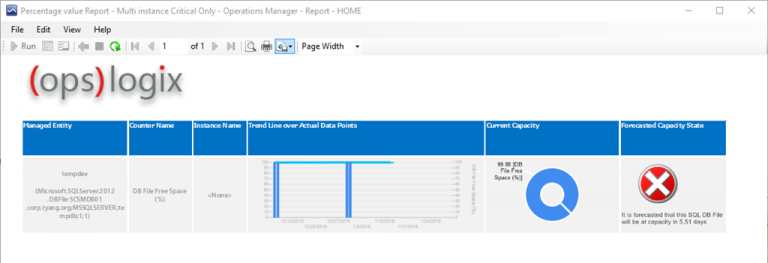 Percentage value Report - Multi instance Critical Only - Operations Manager - Report - HOME
File Edit View Help
Run 1 of 1 Page Width
(ops)logix
Managed Entity Counter Name Instance Name Trend Line over Actual Data Points Current Capacity Forecasted Capacity State
tempdev
(Microsoft.SQLServer.2012
.DBFile:SCSMDB01
.corp.tyang.org;MSSQLSERVER;te
mpdb;1;1)
DB File Free Space
(%)
<None>
99.88 [DB
File Free
Space (%)]
It is forecasted that this SQL DB File
will be at capacity in 5.51 days